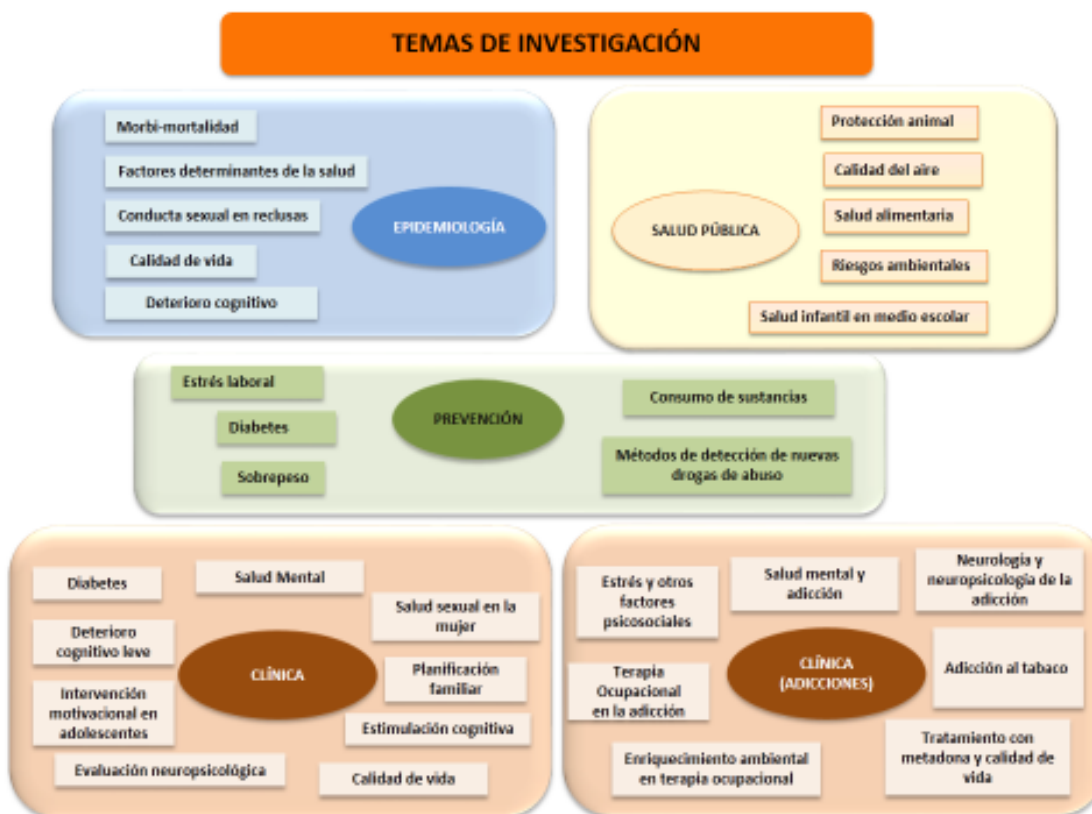 TEMAS DE INVESTIGACIÓN
Morbi-mortalidad
Factores determinantes de la salud
Conducta sexual en reclusas
EPIDEMIOLOGÍA
Calidad de vida
Deterioro cognitivo
Protección animal
Calidad del aire
Salud alimentaria
SALUD PÚBLICA
Riesgos ambientales
Salud infantil en medio escolar
Estrés laboral
Diabetes
Sobrepeso
PREVENCIÓN
Consumo de sustancias
Métodos de detección de nuevas
drogas de abuso
Diabetes
Salud Mental
Salud sexual en la
mujer
Deterioro
cognitivo leve
CLÍNICA
Planificación
familiar
Intervención
motivacional en
adolescentes
Estimulación cognitiva
Evaluación neuropsicológica
Calidad de vida
Estrés y otros
factores
psicosociales
Salud mental y
adicción
Neurología y
neuropsicología de la
adicción
Terapia
Ocupacional
en la adicción
CLÍNICA
(ADICCIONES)
Adicción al tabaco
Enriquecimiento ambiental
en terapia ocupacional
Tratamiento con
metadona y calidad de
vida